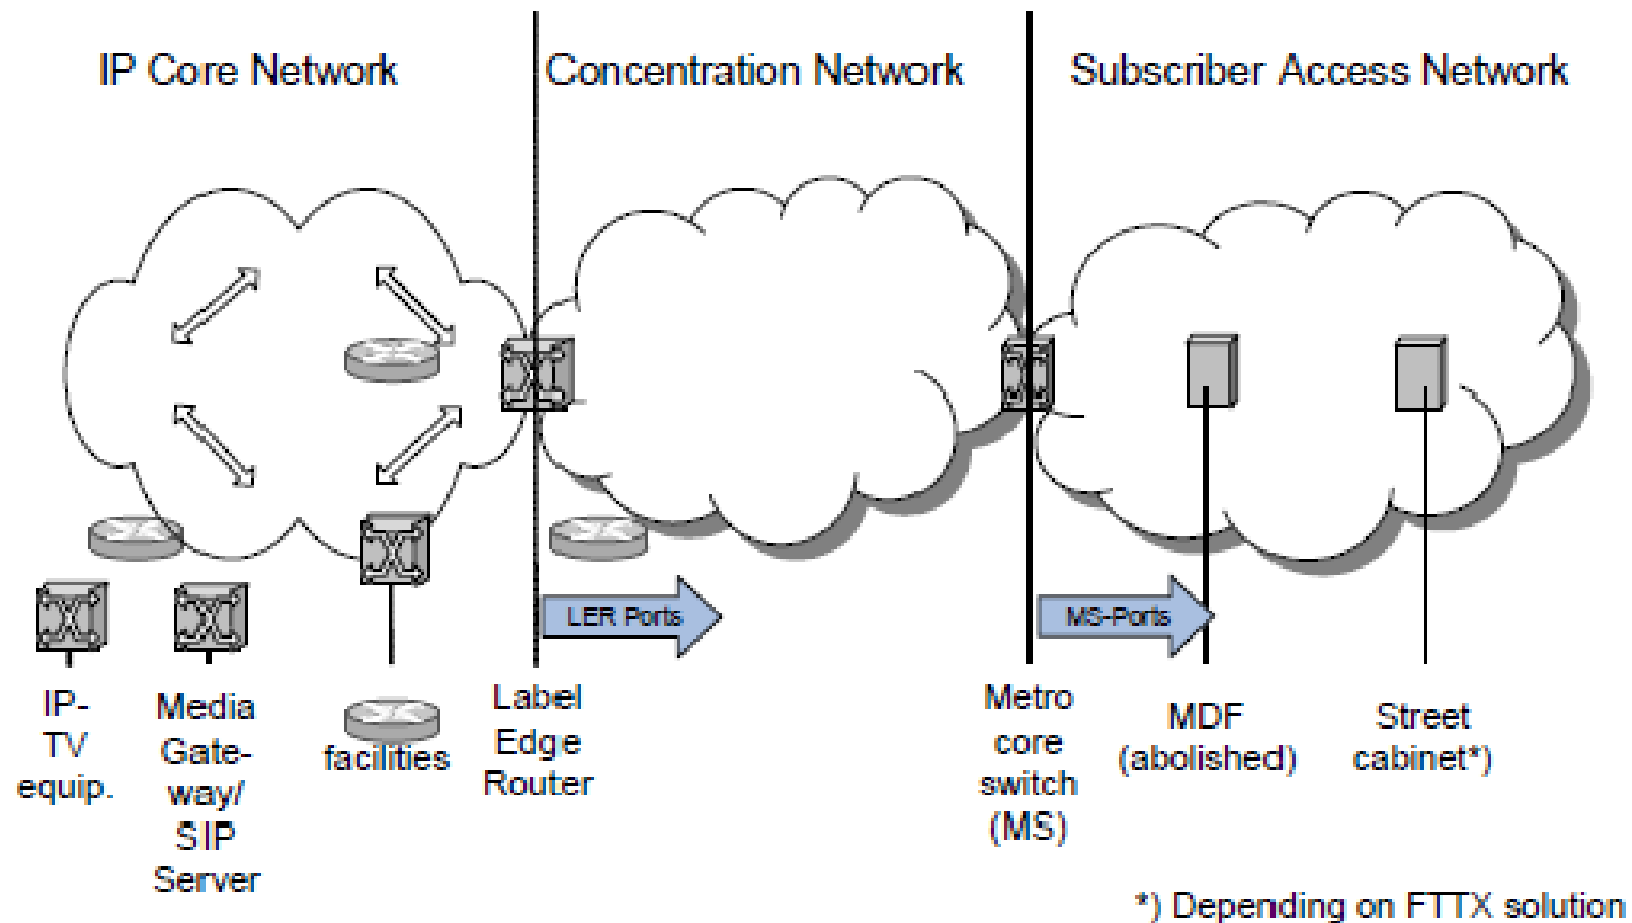 IP Core Network
Concentration Network
Subscriber Access Network
LER Ports
MS-Ports
IP-
TV
equip.
Media
Gate-
way/
SIP
Server
facilities
Label
Edge
Router
Metro
core
switch
(MS)
MDF
(abolished)
Street
cabinet*)
*) Depending on FTTX solution